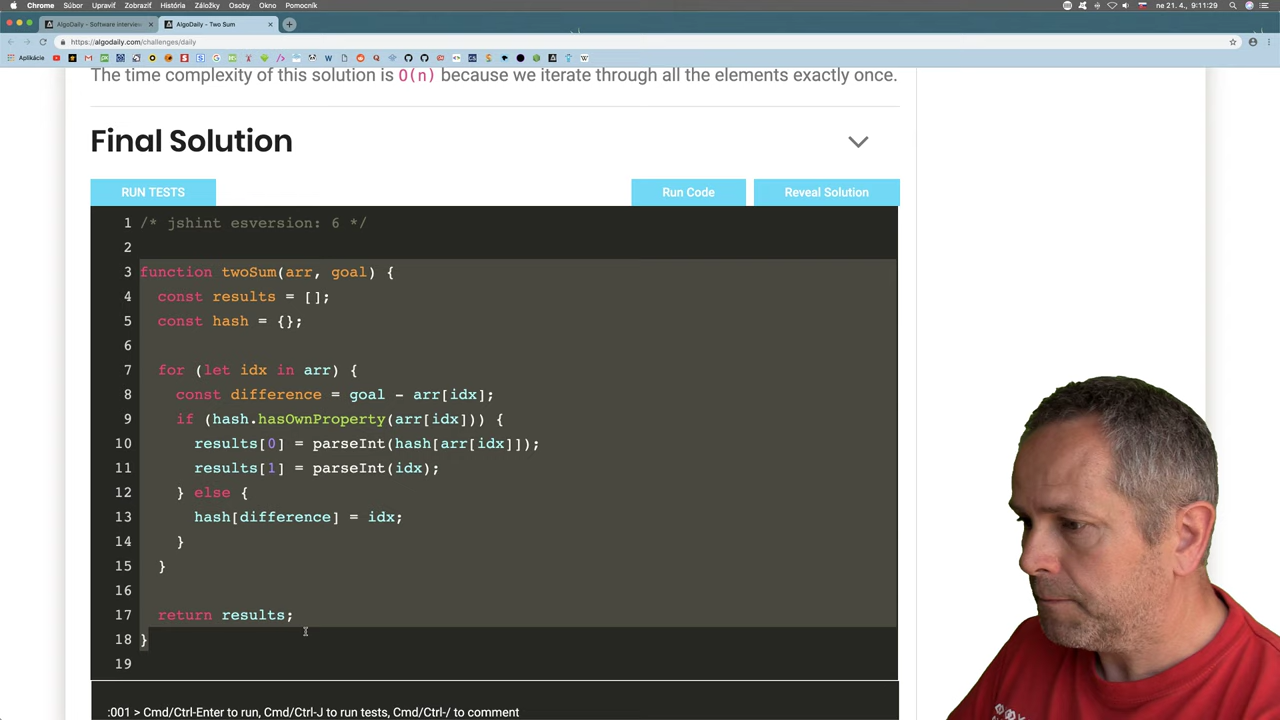 Chrome Súbor Upraviť Zobraziť História Záložky Osoby Okno Pomocník ne 21. 4., 9:11:29
AlgoDaily - Software interview × AlgoDaily - Two Sum ×
https://algodaily.com/challenges/daily
Aplikácie
The time complexity of this solution is O(n) because we iterate through all the elements exactly once.
Final Solution
RUN TESTS Run Code Reveal Solution
1 /* jshint esversion: 6 */
2
3 function twoSum(arr, goal) {
4 const results = [];
5 const hash = {};
6
7 for (let idx in arr) {
8 const difference = goal - arr[idx];
9 if (hash.hasOwnProperty(arr[idx])) {
10 results[0] = parseInt(hash[arr[idx]]);
11 results[1] = parseInt(idx);
12 } else {
13 hash[difference] = idx;
14 }
15 }
16
17 return results;
18 }
19
:001 > Cmd/Ctrl-Enter to run, Cmd/Ctrl-J to run tests, Cmd/Ctrl-/ to comment